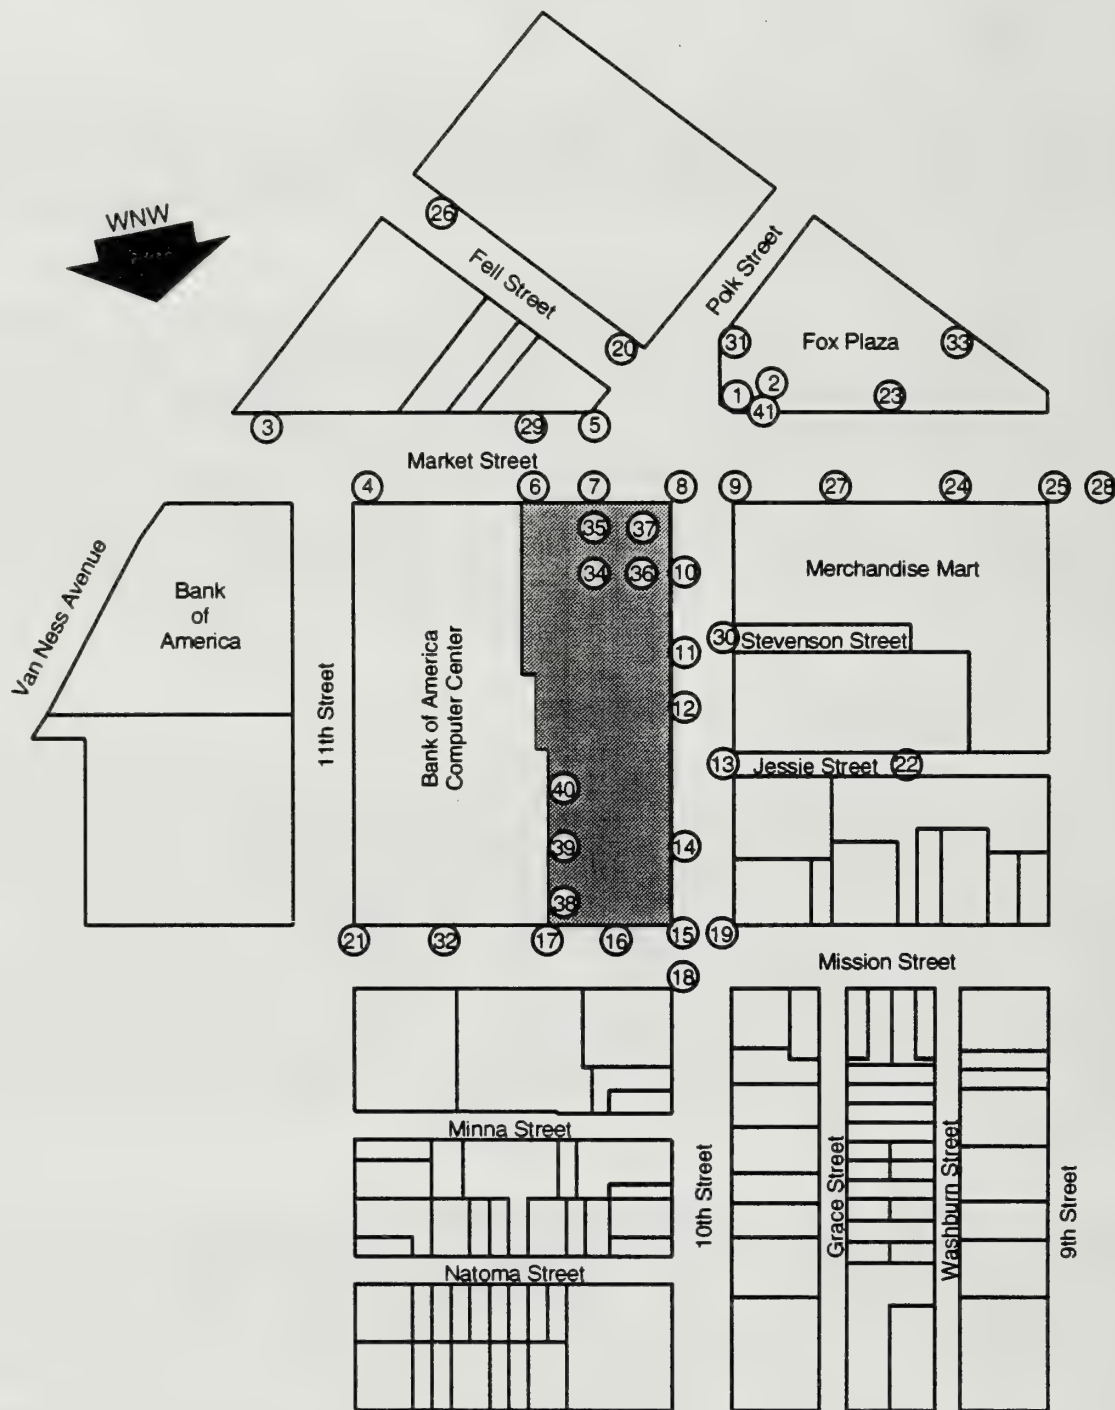 WNW
26
Fell Street
Polk Street
20
31
Fox Plaza
33
2
1
23
41
3
29
5
Market Street
4
6
7
8
9
27
24
25
28
35
37
34
36
10
Merchandise Mart
Van Ness Avenue
Bank
of
America
11th Street
Bank of America
Computer Center
30
Stevenson Street
11
12
13
Jessie Street
22
40
39
14
38
21
32
17
16
15
19
Mission Street
18
Minna Street
10th Street
Grace Street
Washburn Street
9th Street
Natoma Street